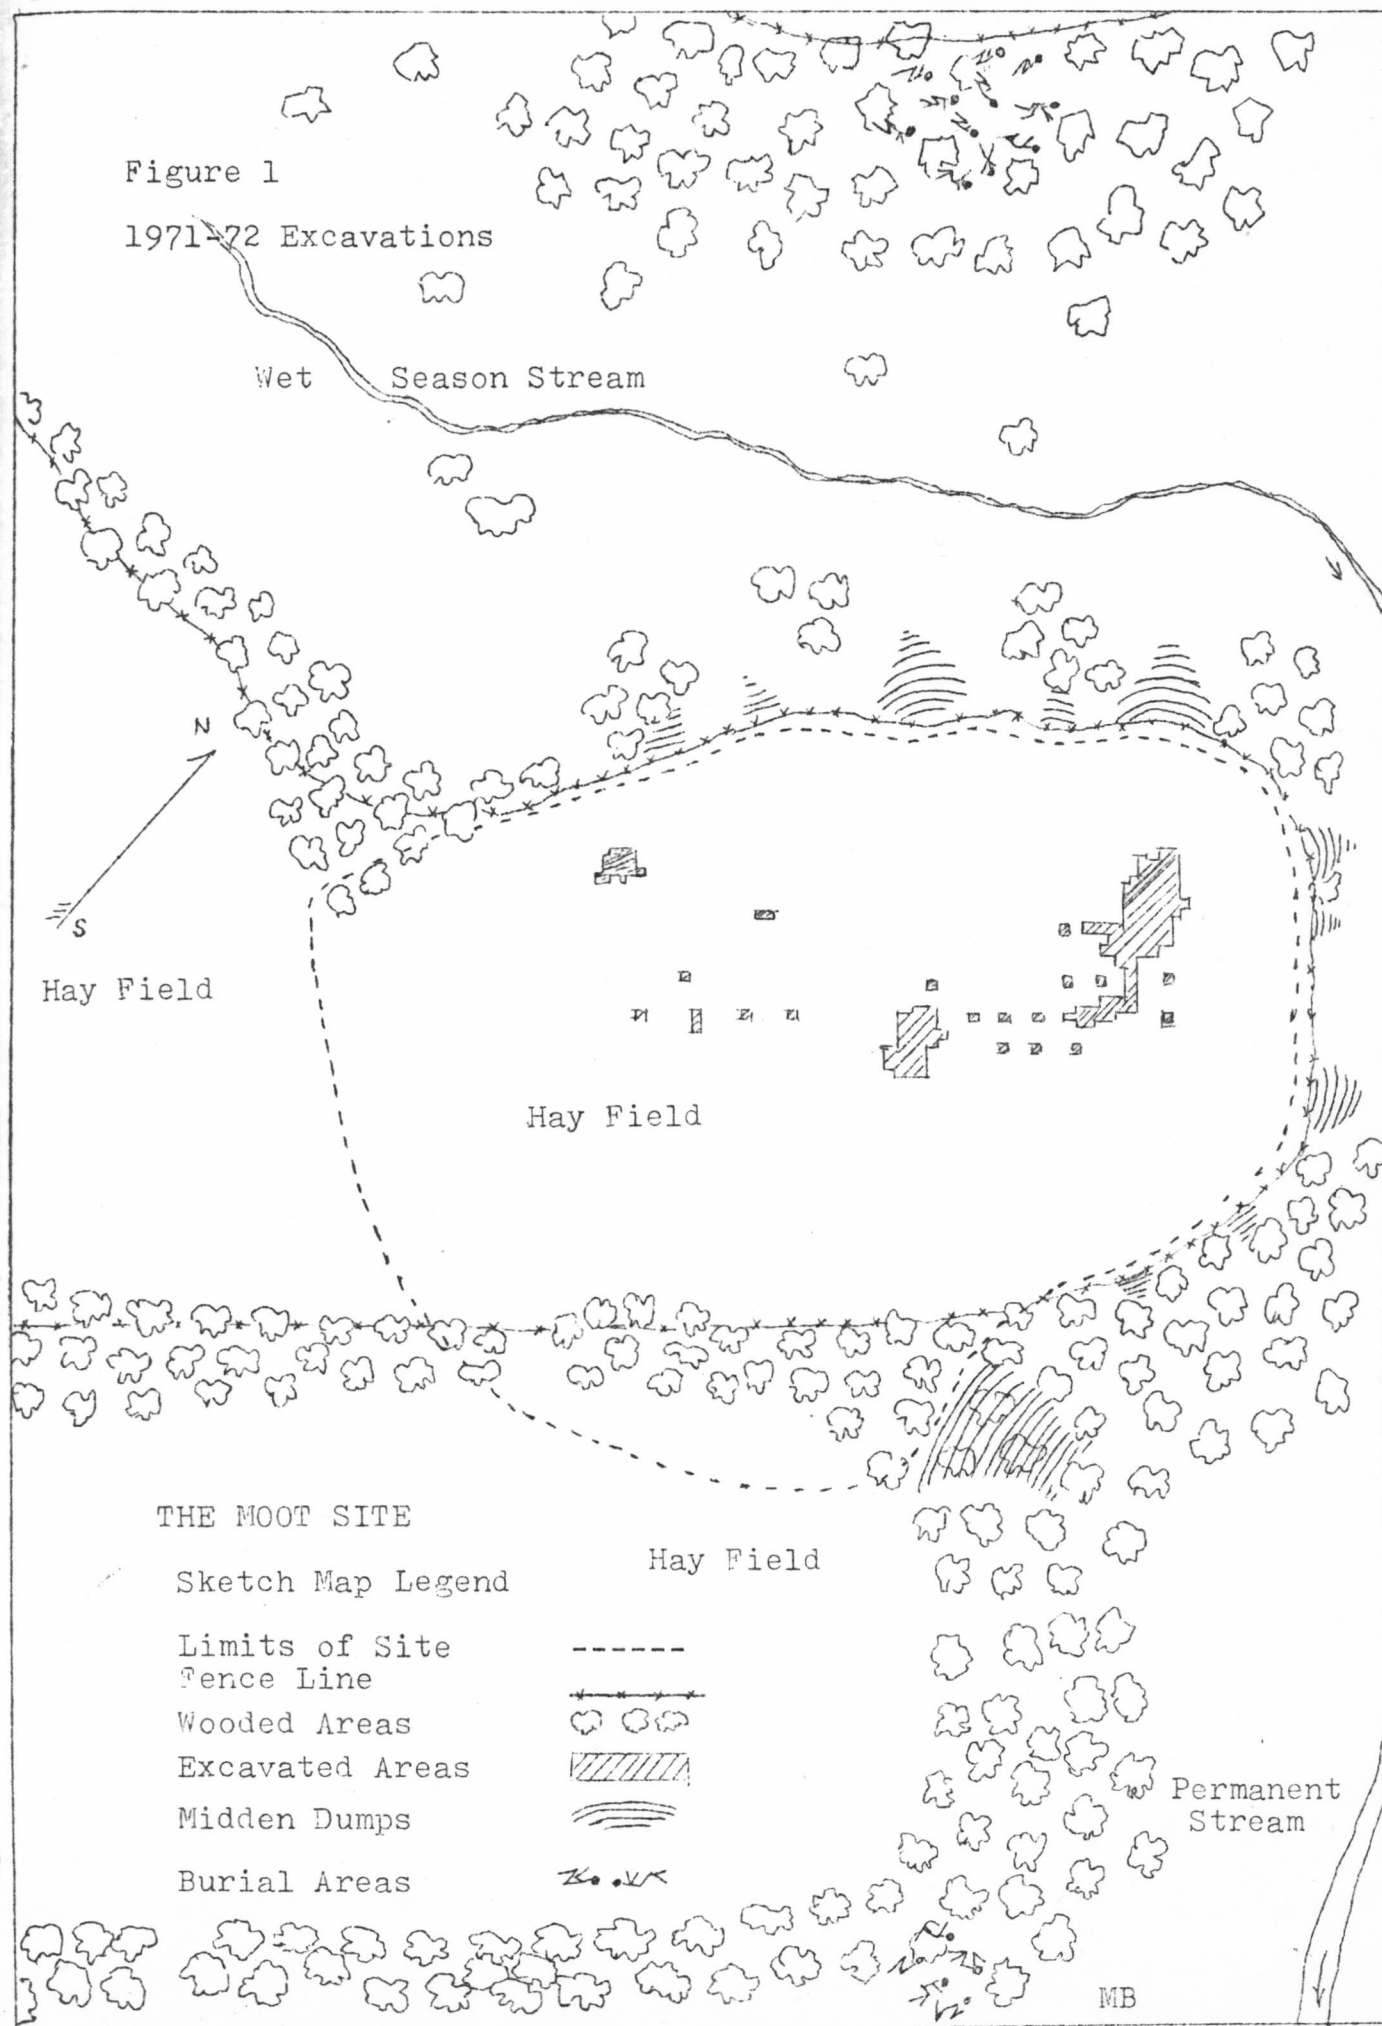 Figure 1
1971-72 Excavations
Wet Season Stream
N
S
Hay Field
Hay Field
THE MOOT SITE
Hay Field
Sketch Map Legend
Limits of Site
Fence Line
Wooded Areas
Excavated Areas
Midden Dumps
Burial Areas
Permanent
Stream
MB